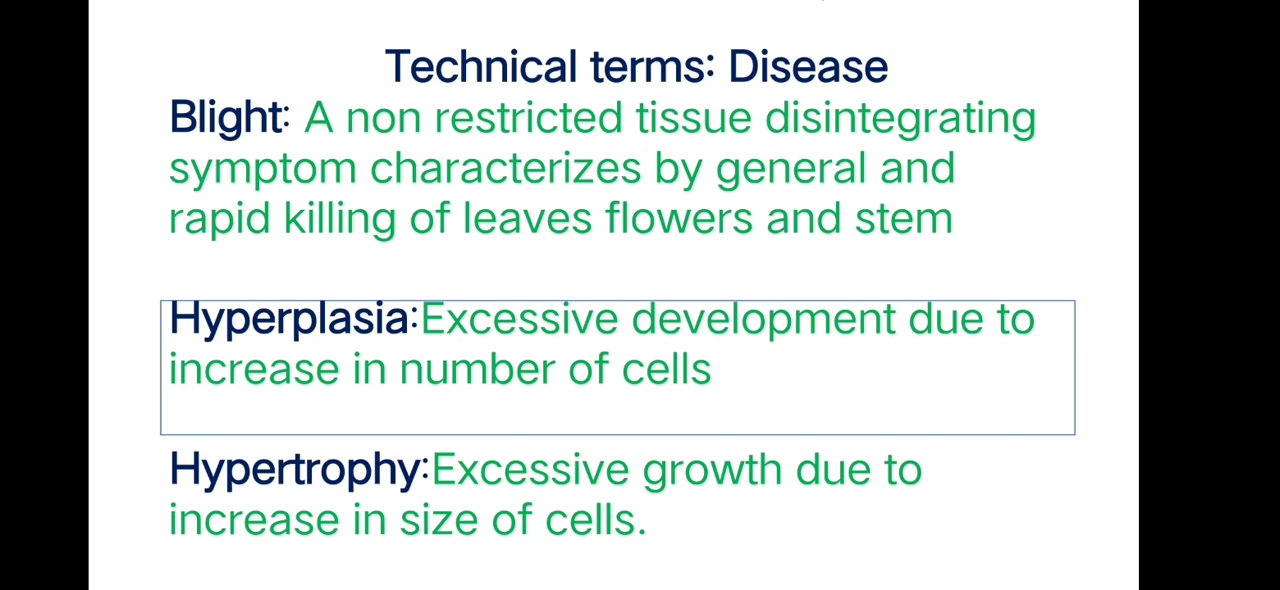 Technical terms: Disease
Blight: A non restricted tissue disintegrating
symptom characterizes by general and
rapid killing of leaves flowers and stem
Hyperplasia:Excessive development due to
increase in number of cells
Hypertrophy:Excessive growth due to
increase in size of cells.